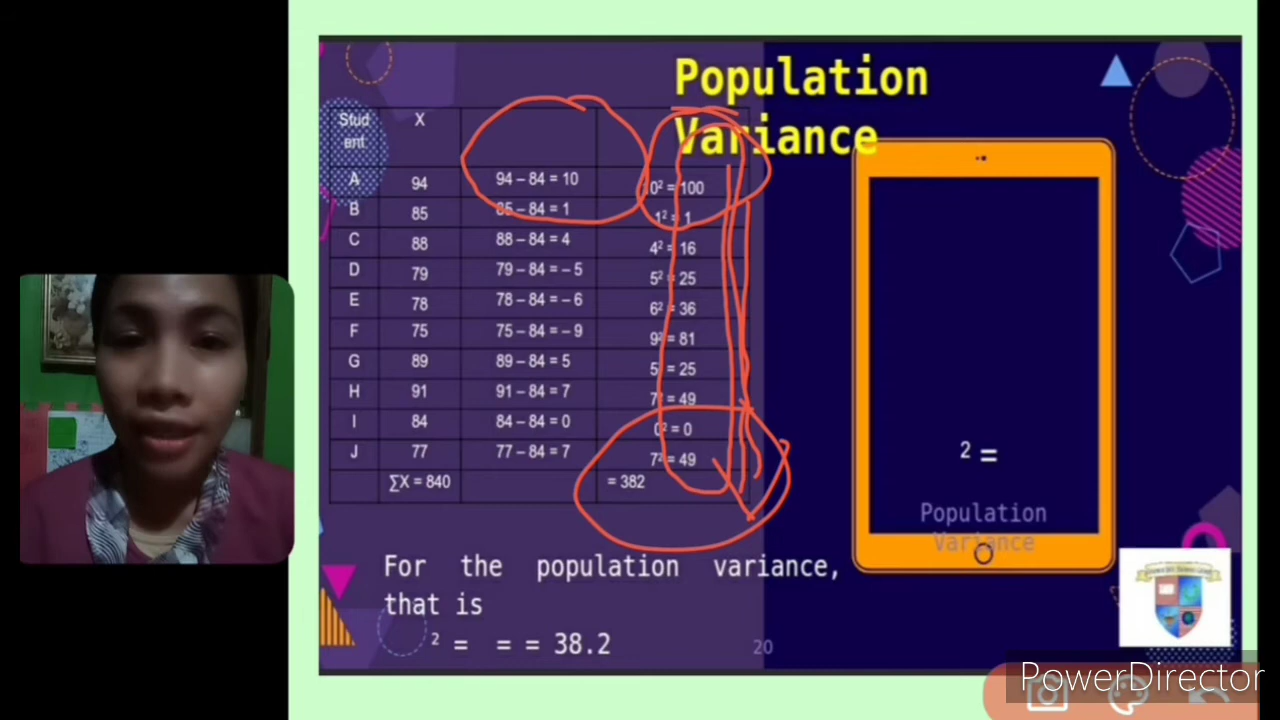 Population
Variance
Stud
ent
X
A 94 94 – 84 = 10 10² = 100
B 85 85 – 84 = 1 1² = 1
C 88 88 – 84 = 4 4² = 16
D 79 79 – 84 = – 5 5² = 25
E 78 78 – 84 = – 6 6² = 36
F 75 75 – 84 = – 9 9² = 81
G 89 89 – 84 = 5 5² = 25
H 91 91 – 84 = 7 7² = 49
I 84 84 – 84 = 0 0² = 0
J 77 77 – 84 = 7 7² = 49
∑X = 840 = 382
² =
Population
Variance
For the population variance,
that is
² = = = 38.2
20
PowerDirector